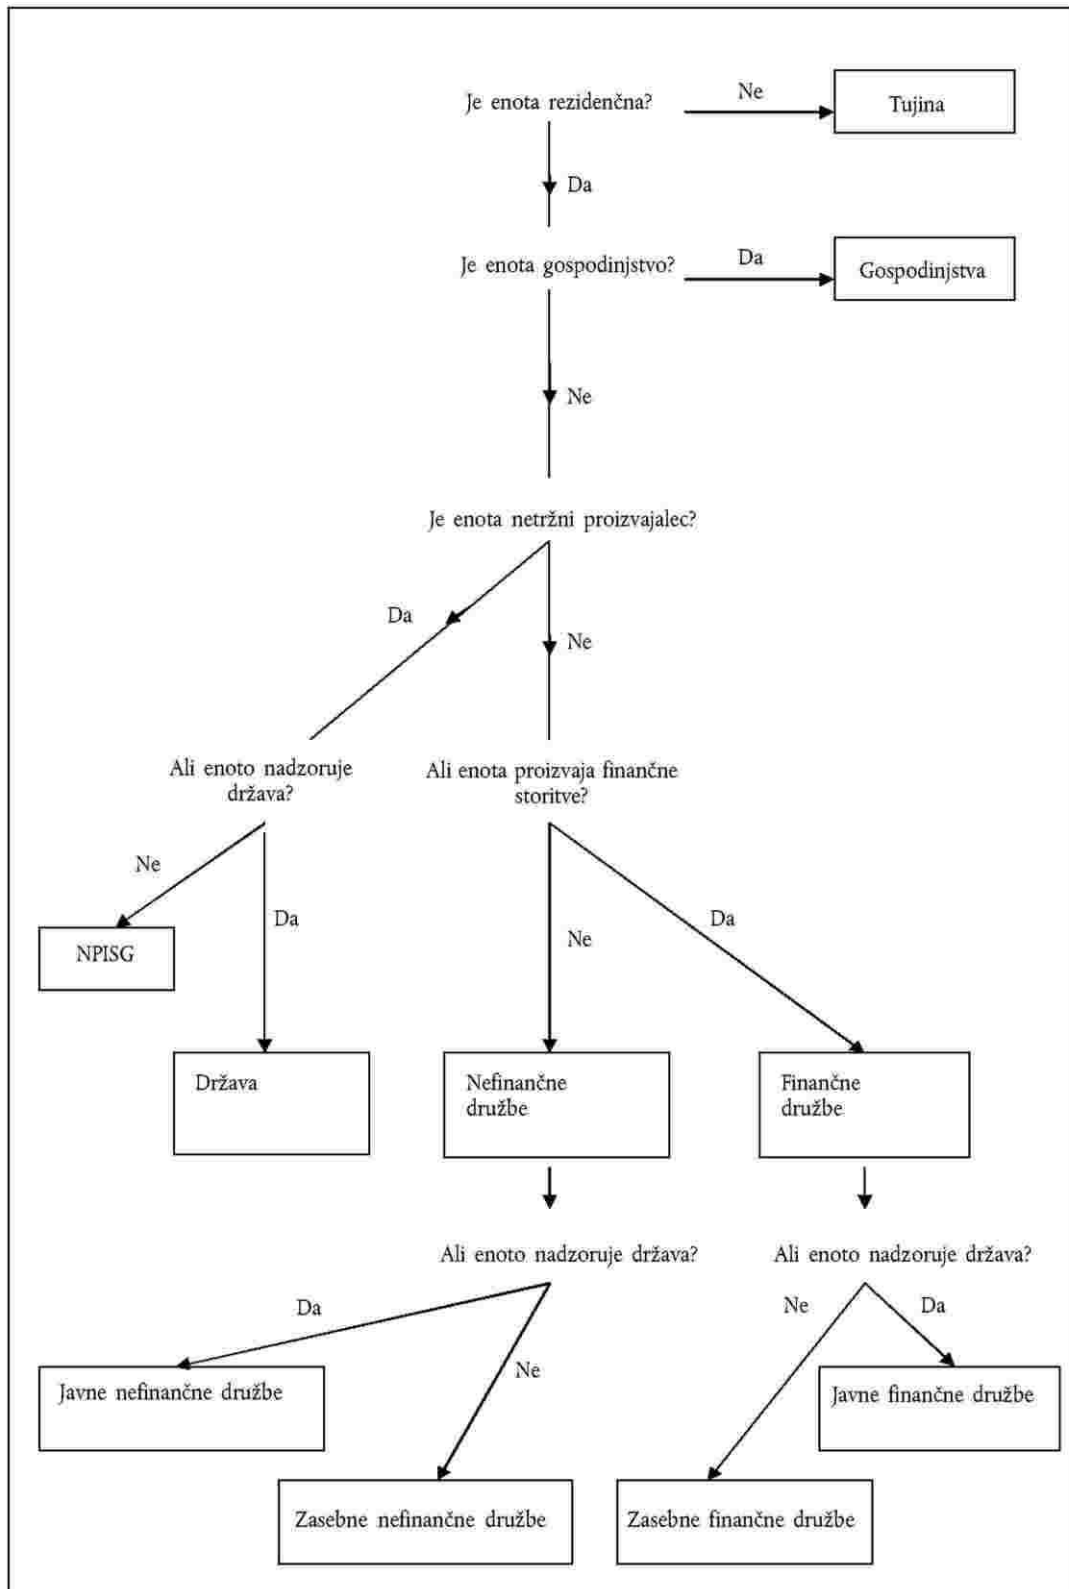 Je enota rezidenčna?
Ne
Tujina
Da
Je enota gospodinjstvo?
Da
Gospodinjstva
Ne
Je enota netržni proizvajalec?
Da
Ne
Ali enoto nadzoruje
država?
Ali enota proizvaja finančne
storitve?
Ne
Da
Ne
Da
NPISG
Država
Nefinančne
družbe
Finančne
družbe
Ali enoto nadzoruje država?
Ali enoto nadzoruje država?
Da
Ne
Ne
Da
Javne nefinančne družbe
Javne finančne družbe
Zasebne nefinančne družbe
Zasebne finančne družbe